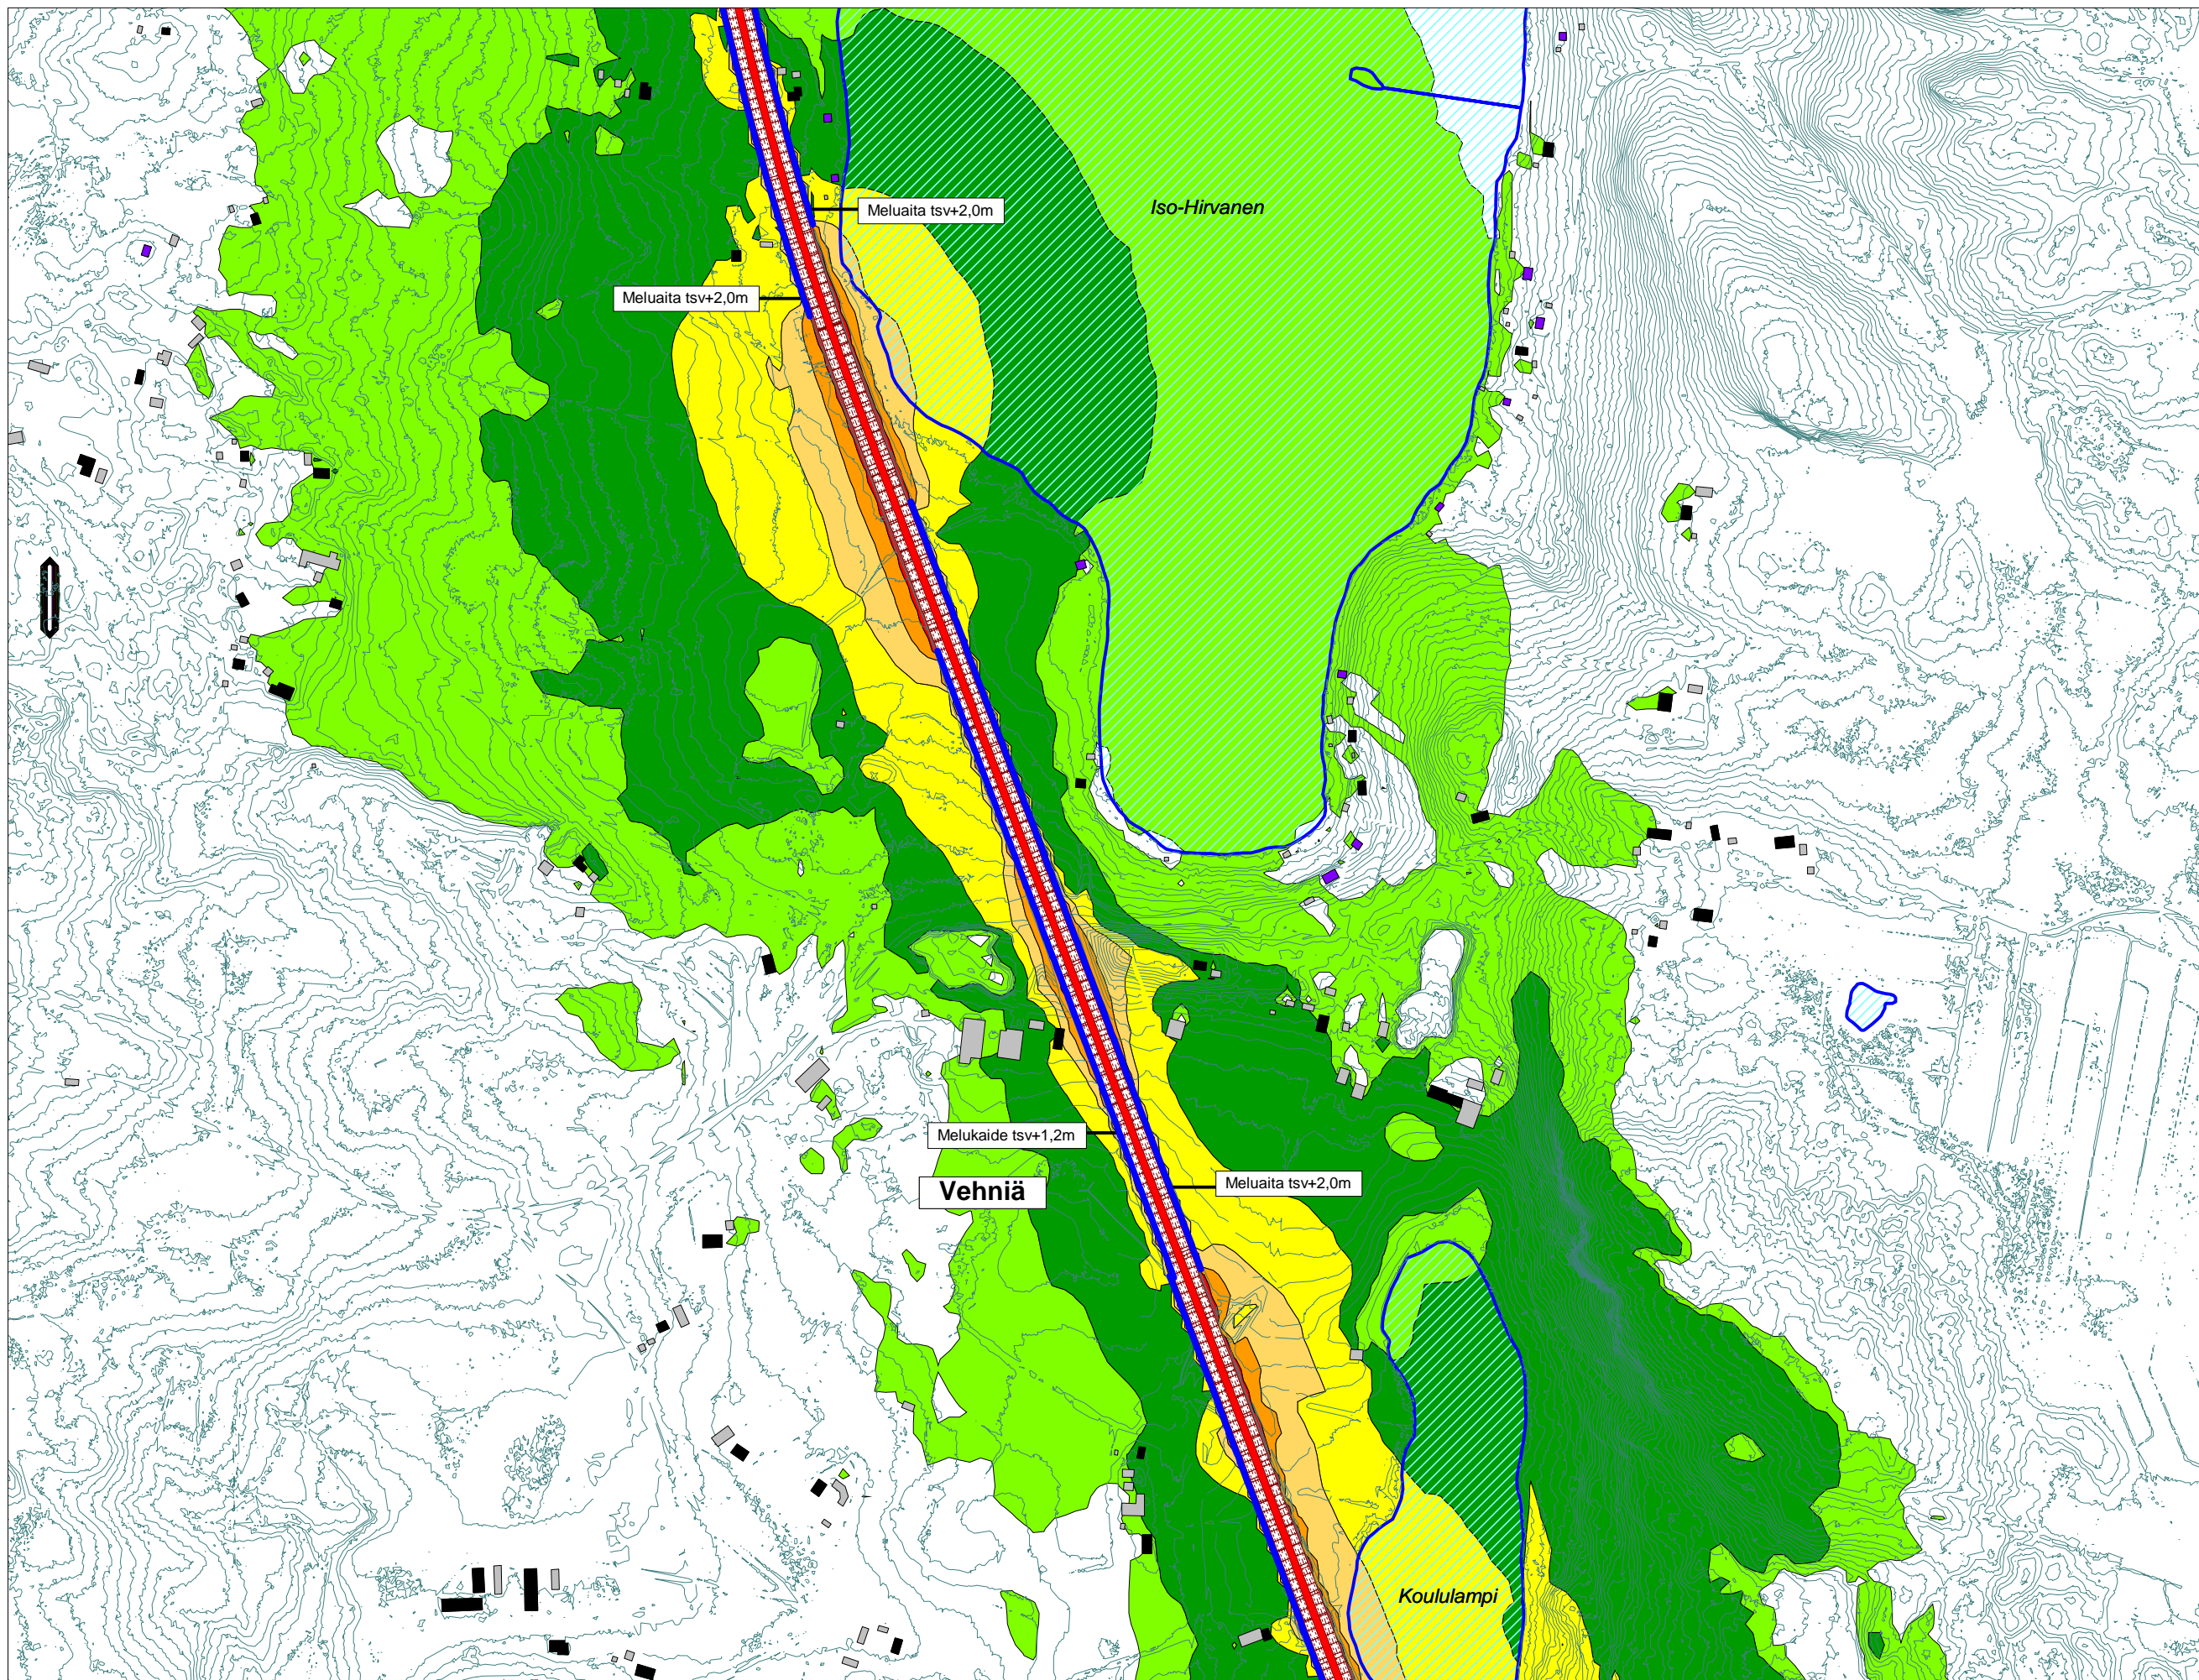 Iso-Hirvanen
Meluaita tsv+2,0m
Meluaita tsv+2,0m
Melukaide tsv+1,2m
Meluaita tsv+2,0m
Vehniä
Koululampi